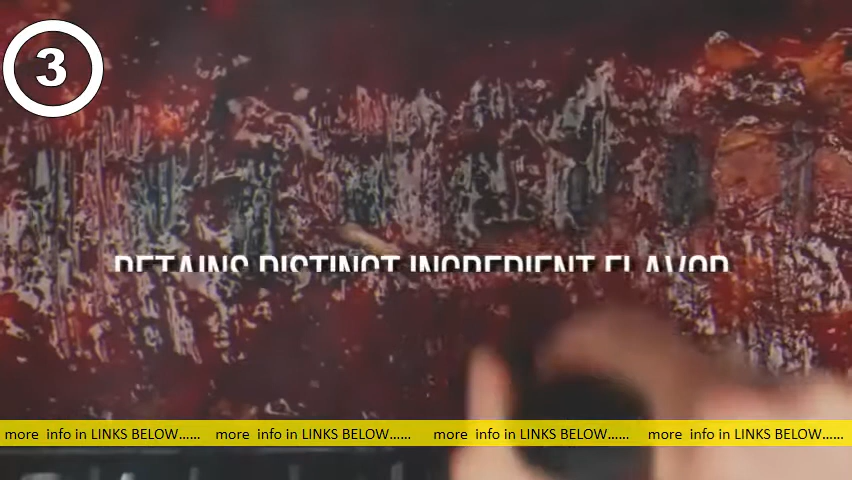 3
RETAINS DISTINCT INGREDIENT FLAVOR
more info in LINKS BELOW...... more info in LINKS BELOW...... more info in LINKS BELOW...... more info in LINKS BELOW......